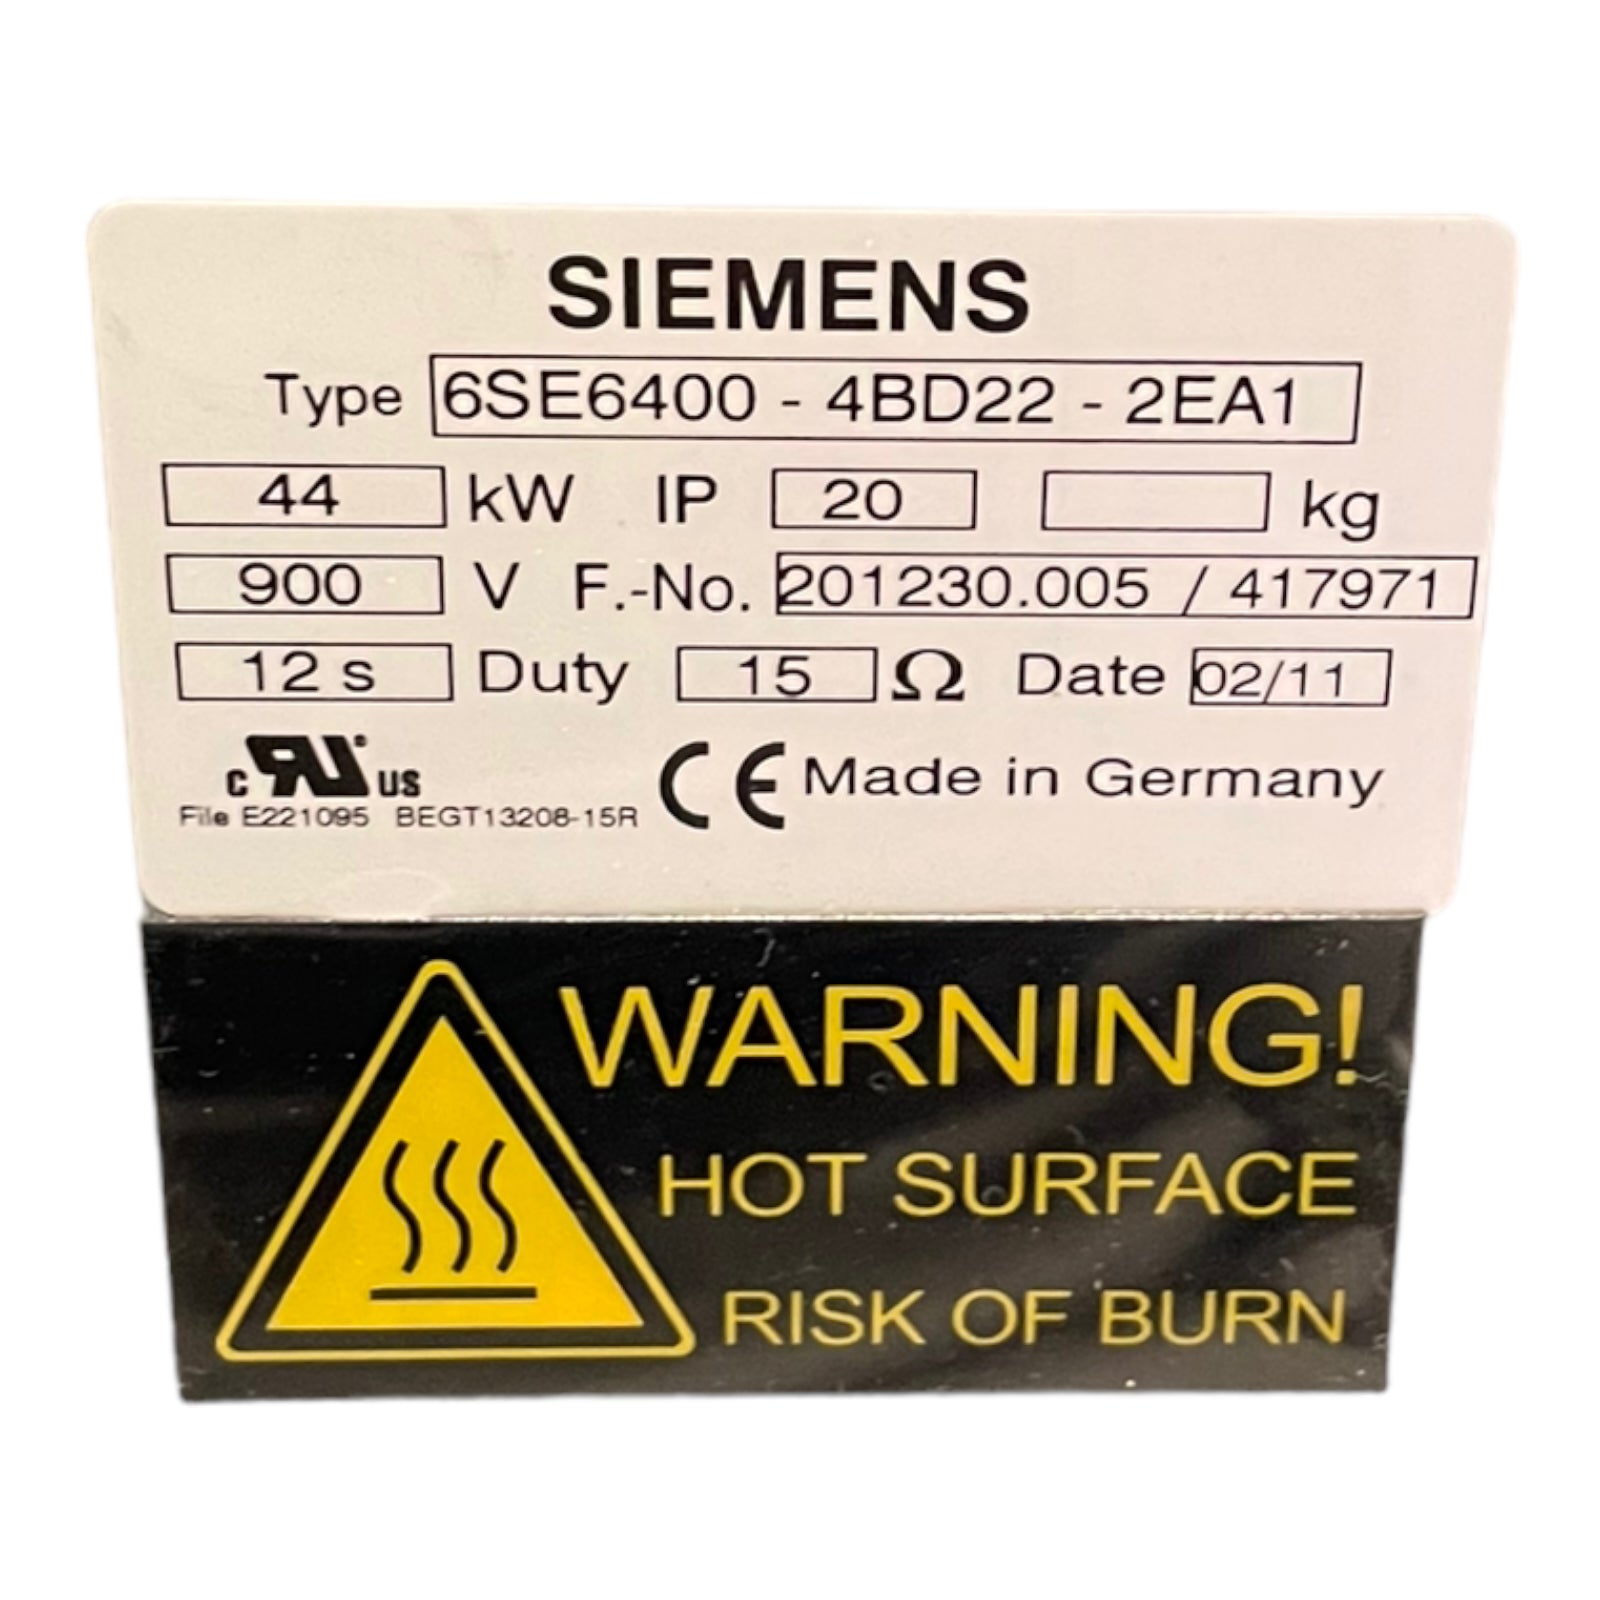 SIEMENS
Type 6SE6400 - 4BD22 - 2EA1
44 kW IP 20 kg
900 V F.-No. 201230.005 / 417971
12 s Duty 15 Ω Date 02/11
c RU ® US CE Made in Germany
File E221095 BEGT13208-15R
WARNING!
HOT SURFACE
RISK OF BURN